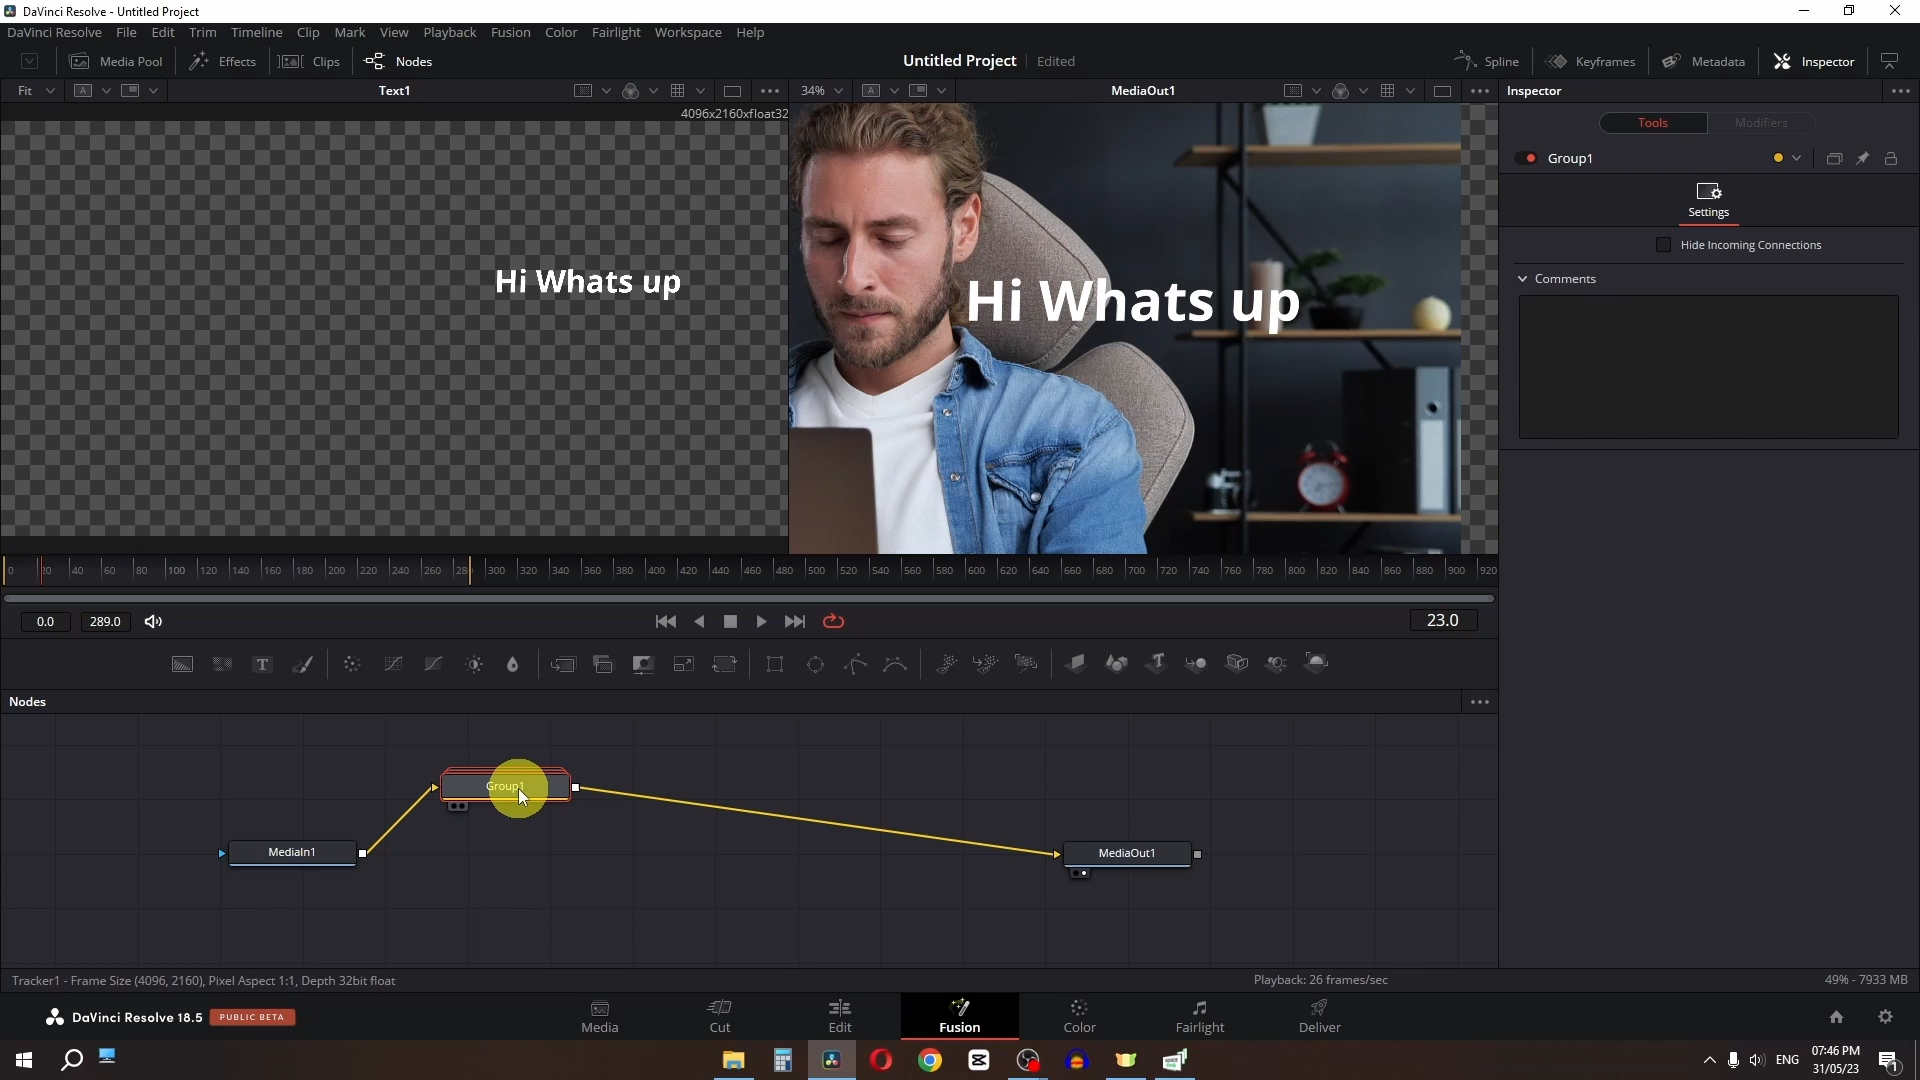 DaVinci Resolve - Untitled Project
DaVinci Resolve File Edit Trim Timeline Clip Mark View Playback Fusion Color Fairlight Workspace Help
Media Pool Effects Clips Nodes Untitled Project Edited Spline Keyframes Metadata Inspector
Fit A Text1 34% A MediaOut1 Inspector
4096x2160xfloat32
Tools Modifiers
Group1
Settings
Hide Incoming Connections
Comments
Hi Whats up
Hi Whats up
0 20 40 60 80 100 120 140 160 180 200 220 240 260 28 300 320 340 360 380 400 420 440 460 480 500 520 540 560 580 600 620 640 660 680 700 720 740 760 780 800 820 840 860 880 900 920
0.0 289.0 23.0
T T
Nodes
Group1
MediaIn1 MediaOut1
Tracker1 - Frame Size (4096, 2160), Pixel Aspect 1:1, Depth 32bit float Playback: 26 frames/sec 49% - 7933 MB
DaVinci Resolve 18.5 PUBLIC BETA
Media Cut Edit Fusion Color Fairlight Deliver
ENG 07:46 PM
31/05/23
1